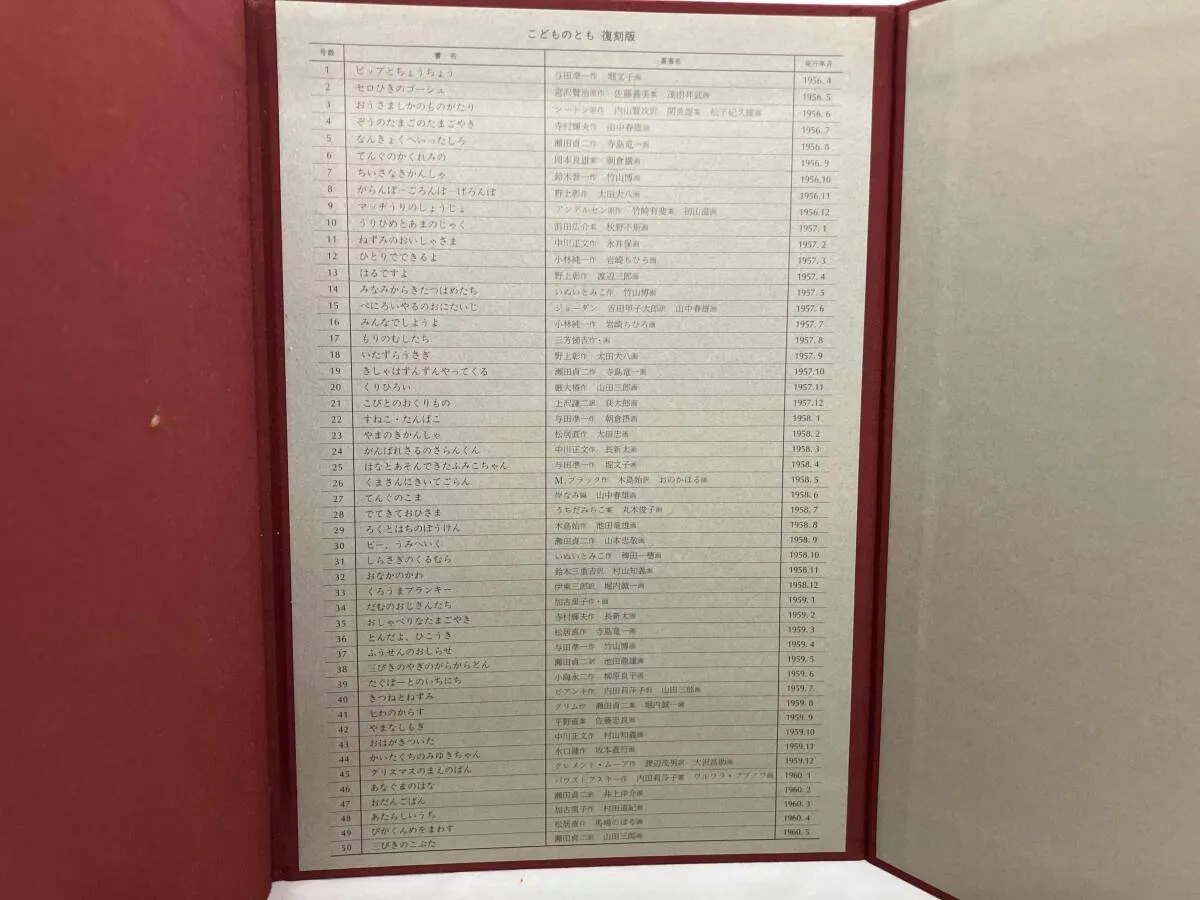 こどものとも 復刻版
号数 書名 著者名 発行年月
1 ビップとちょうちょう 与田凖一作 堀文子画 1956. 4
2 セロひきのゴーシュ 宮沢賢治原作 佐藤義美案 茂田井武画 1956. 5
3 おうさましかのものがたり シートン原作 内山賢次訳 関英雄案 松下紀久雄画 1956. 6
4 ぞうのたまごのたまごやき 寺村輝夫作 山中春雄画 1956. 7
5 なんきょくへいったしろ 瀬田貞二作 寺島竜一画 1956. 8
6 てんぐのかくれみの 岡本良雄案 朝倉摂画 1956. 9
7 ちいさなきかんしゃ 鈴木晋一作 竹山博画 1956.10
8 がらんぼーごろんぼーげろんぼ 野上彰作 太田大八画 1956.11
9 マッチうりのしょうじょ アンデルセン原作 竹崎有斐案 初山滋画 1956.12
10 うりひめとあまのじゃく 浜田広介案 秋野不矩画 1957. 1
11 ねずみのおいしゃさま 中川正文作 永井保画 1957. 2
12 ひとりでできるよ 小林純一作 岩崎ちひろ画 1957. 3
13 はるですよ 野上彰作 渡辺三郎画 1957. 4
14 みなみからきたつばめたち いぬいとみこ作 竹山博画 1957. 5
15 べにろいやるのおにたいじ ジョーダン 吉田甲子太郎訳 山中春雄画 1957. 6
16 みんなでしようよ 小林純一作 岩崎ちひろ画 1957. 7
17 もりのむしたち 三芳悌吉作・画 1957. 8
18 いたずらうさぎ 野上彰作 太田大八画 1957. 9
19 きしゃはずんずんやってくる 瀬田貞二作 寺島竜一画 1957.10
20 くりひろい 厳大椿作 山田三郎画 1957.11
21 こびとのおくりもの 上沢謙二訳 荻太郎画 1957.12
22 すねこ・たんぱこ 与田凖一作 朝倉摂画 1958. 1
23 やまのきかんしゃ 松居直作 太田忠画 1958. 2
24 がんばれさるのさらんくん 中川正文作 長新太画 1958. 3
25 はなとあそんできたふみこちゃん 与田凖一作 堀文子画 1958. 4
26 くまさんにきいてごらん M.フラック作 木島始訳 おのかほる画 1958. 5
27 てんぐのこま 岸なみ編 山中春雄画 1958. 6
28 でてきておひさま うちだみちこ案 丸木俊子画 1958. 7
29 ろくとはちのぼうけん 木島始作 池田竜雄画 1958. 8
30 ピー、うみへいく 瀬田貞二作 山本忠敬画 1958. 9
31 しらさぎのくるむら いぬいとみこ作 稗田一穂画 1958.10
32 おなかのかわ 鈴木三重吉訳 村山知義画 1958.11
33 くろうまブランキー 伊東三郎訳 堀内誠一画 1958.12
34 だむのおじさんたち 加古里子作・画 1959. 1
35 おしゃべりなたまごやき 寺村輝夫作 長新太画 1959. 2
36 とんだよ、ひこうき 松居直作 寺島竜一画 1959. 3
37 ふうせんのおしらせ 与田凖一作 竹山博画 1959. 4
38 三びきのやぎのがらがらどん 瀬田貞二訳 池田龍雄画 1959. 5
39 たぐぼーとのいちにち 小海永二作 柳原良平画 1959. 6
40 きつねとねずみ ビアンキ作 内田莉莎子訳 山田三郎画 1959. 7
41 七わのからす グリム作 瀬田貞二案 堀内誠一画 1959. 8
42 やまなしもぎ 平野直案 佐藤忠良画 1959. 9
43 おはがきついた 中川正文作 村山知義画 1959.10
44 かいたくちのみゆきちゃん 水口健作 坂本直行画 1959.11
45 クリスマスのまえのばん クレメント・ムーア作 渡辺茂男訳 大沢昌助画 1959.12
46 あなぐまのはな パウストフスキー作 内田莉莎子案 ワルワラ・ブブノワ画 1960. 1
47 おだんごぱん 瀬田貞二訳 井上洋介画 1960. 2
48 あたらしいうち 加古里子作 村田道紀画 1960. 3
49 ぴかくんめをまわす 松居直作 馬場のぼる画 1960. 4
50 三びきのこぶた 瀬田貞二訳 山田三郎画 1960. 5